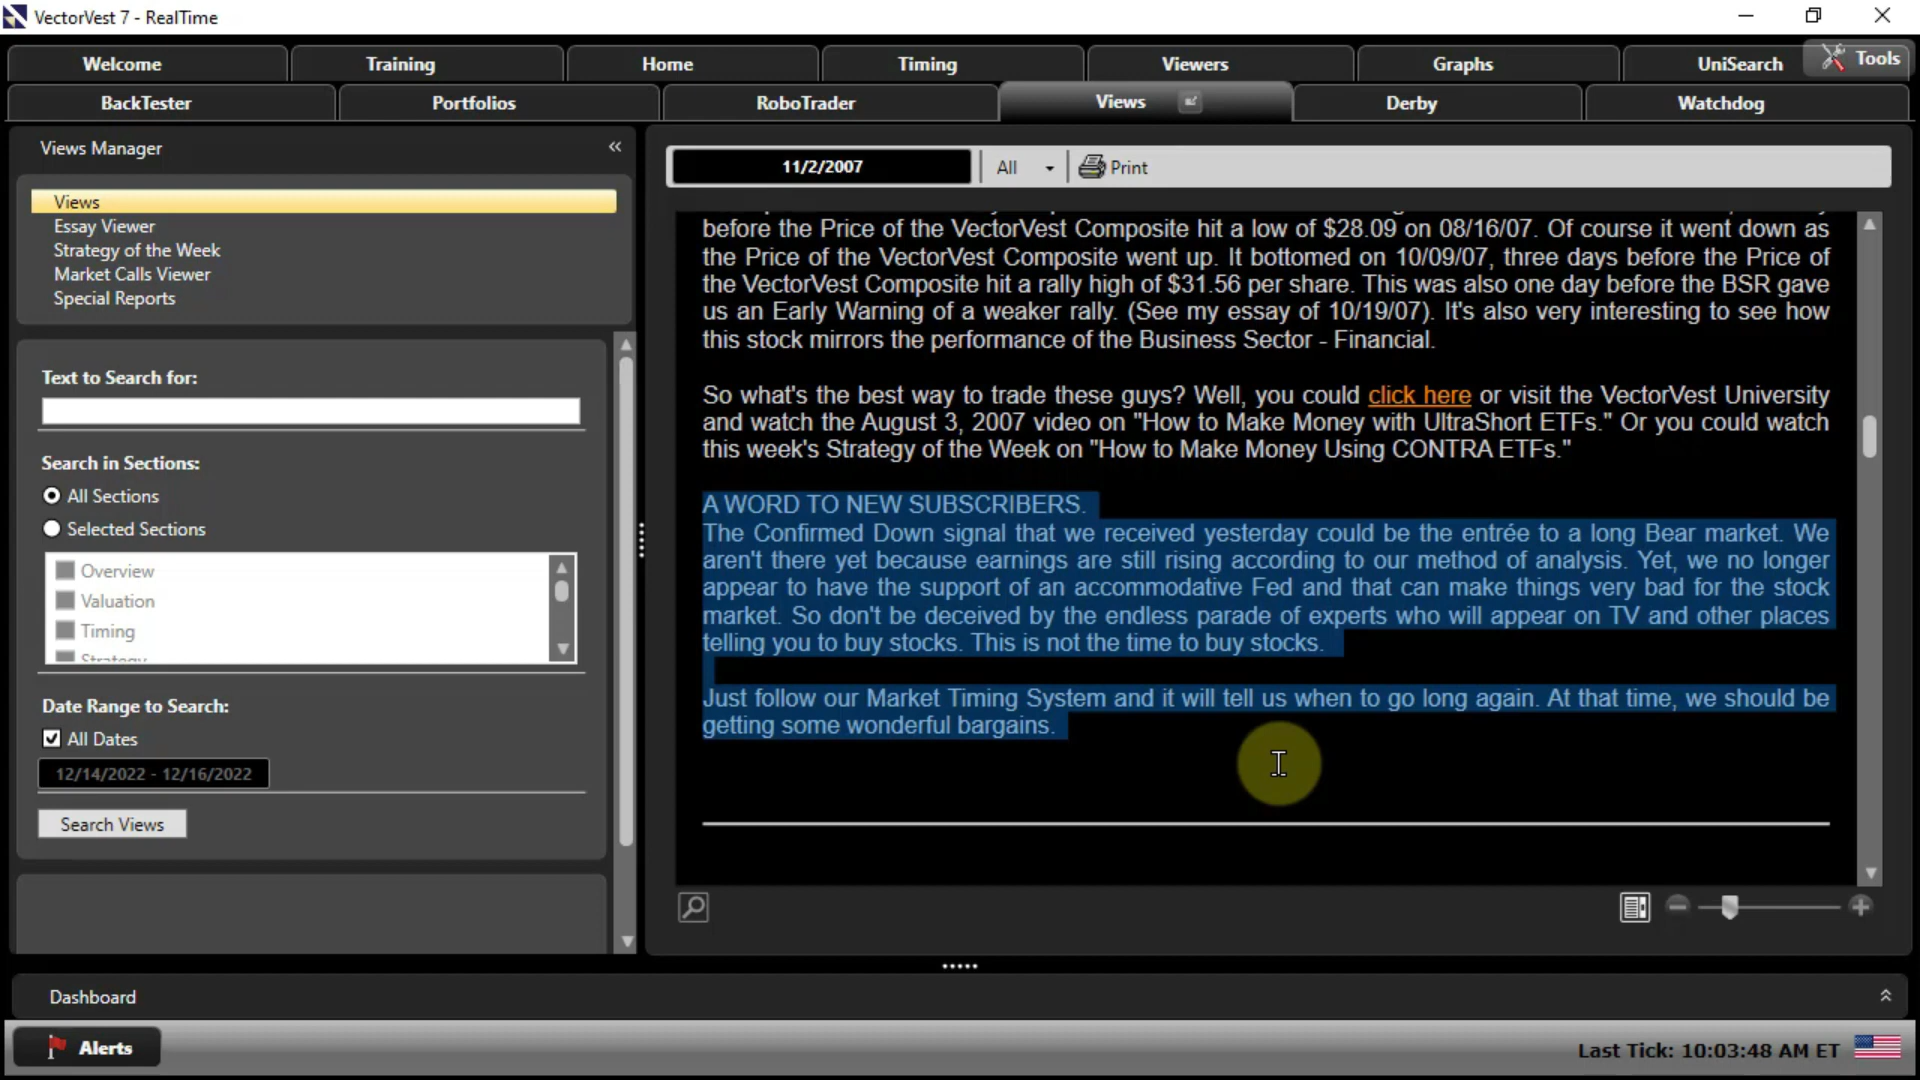 VectorVest 7 - RealTime
Welcome
Training
Home
Timing
Viewers
Graphs
UniSearch
Tools
BackTester
Portfolios
RoboTrader
Views
Derby
Watchdog
Views Manager
Views
Essay Viewer
Strategy of the Week
Market Calls Viewer
Special Reports
Text to Search for:
Search in Sections:
All Sections
Selected Sections
Overview
Valuation
Timing
Strategy
Date Range to Search:
All Dates
12/14/2022 - 12/16/2022
Search Views
11/2/2007
All
Print
before the Price of the VectorVest Composite hit a low of $28.09 on 08/16/07. Of course it went down as
the Price of the VectorVest Composite went up. It bottomed on 10/09/07, three days before the Price of
the VectorVest Composite hit a rally high of $31.56 per share. This was also one day before the BSR gave
us an Early Warning of a weaker rally. (See my essay of 10/19/07). It's also very interesting to see how
this stock mirrors the performance of the Business Sector - Financial.
So what's the best way to trade these guys? Well, you could click here or visit the VectorVest University
and watch the August 3, 2007 video on "How to Make Money with UltraShort ETFs." Or you could watch
this week's Strategy of the Week on "How to Make Money Using CONTRA ETFs."
A WORD TO NEW SUBSCRIBERS.
The Confirmed Down signal that we received yesterday could be the entrée to a long Bear market. We
aren't there yet because earnings are still rising according to our method of analysis. Yet, we no longer
appear to have the support of an accommodative Fed and that can make things very bad for the stock
market. So don't be deceived by the endless parade of experts who will appear on TV and other places
telling you to buy stocks. This is not the time to buy stocks.
Just follow our Market Timing System and it will tell us when to go long again. At that time, we should be
getting some wonderful bargains.
Dashboard
Alerts
Last Tick: 10:03:48 AM ET